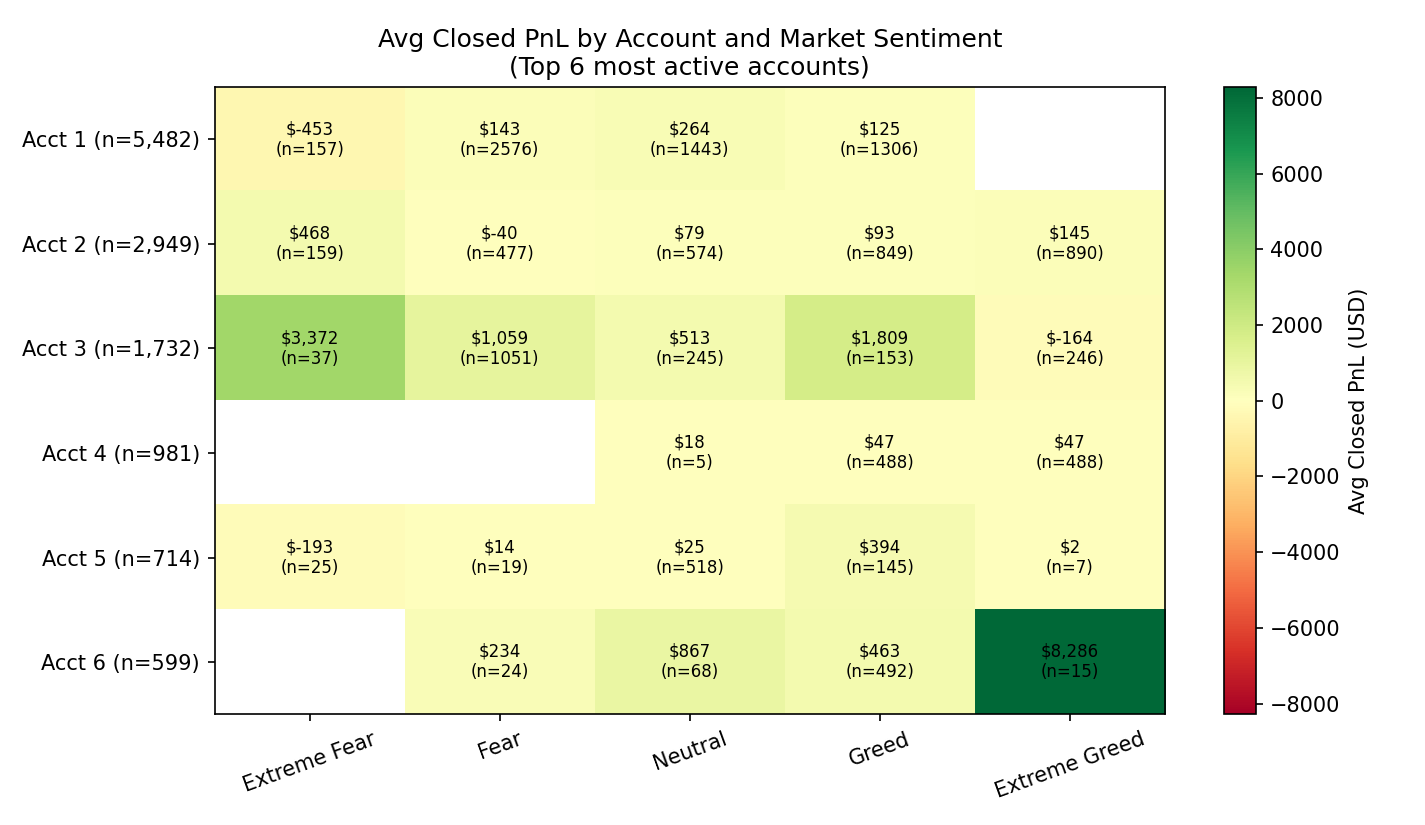 Avg Closed PnL by Account and Market Sentiment
(Top 6 most active accounts)
Acct 1 (n=5,482)
$-453
(n=157)
$143
(n=2576)
$264
(n=1443)
$125
(n=1306)
Acct 2 (n=2,949)
$468
(n=159)
$-40
(n=477)
$79
(n=574)
$93
(n=849)
$145
(n=890)
Acct 3 (n=1,732)
$3,372
(n=37)
$1,059
(n=1051)
$513
(n=245)
$1,809
(n=153)
$-164
(n=246)
Acct 4 (n=981)
$18
(n=5)
$47
(n=488)
$47
(n=488)
Acct 5 (n=714)
$-193
(n=25)
$14
(n=19)
$25
(n=518)
$394
(n=145)
$2
(n=7)
Acct 6 (n=599)
$234
(n=24)
$867
(n=68)
$463
(n=492)
$8,286
(n=15)
Extreme Fear
Fear
Neutral
Greed
Extreme Greed
8000
6000
4000
2000
0
−2000
−4000
−6000
−8000
Avg Closed PnL (USD)